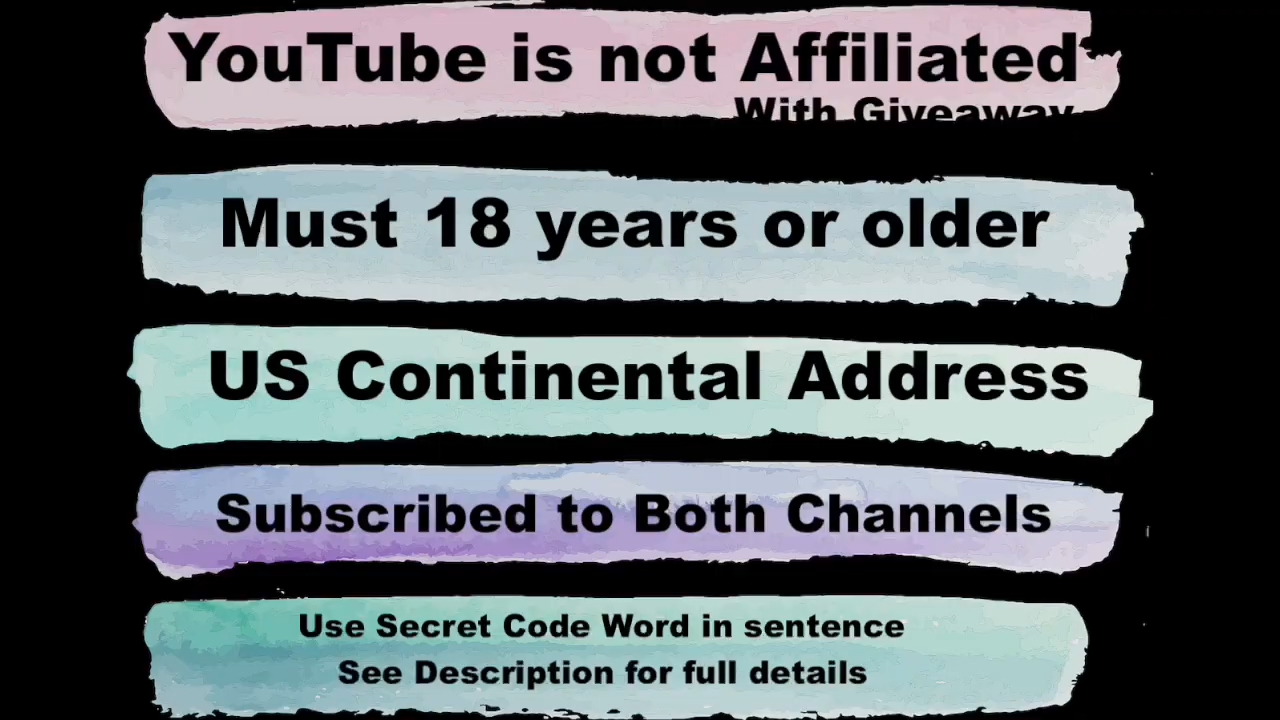 YouTube is not Affiliated
With Giveaway
Must 18 years or older
US Continental Address
Subscribed to Both Channels
Use Secret Code Word in sentence
See Description for full details